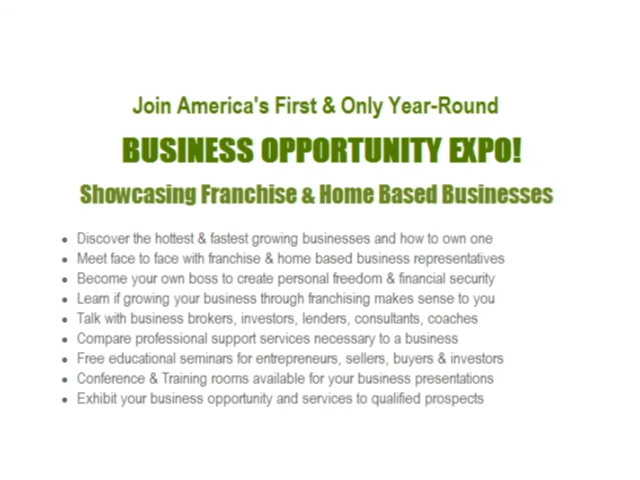 Join America's First & Only Year-Round
BUSINESS OPPORTUNITY EXPO!
Showcasing Franchise & Home Based Businesses
• Discover the hottest & fastest growing businesses and how to own one
• Meet face to face with franchise & home based business representatives
• Become your own boss to create personal freedom & financial security
• Learn if growing your business through franchising makes sense to you
• Talk with business brokers, investors, lenders, consultants, coaches
• Compare professional support services necessary to a business
• Free educational seminars for entrepreneurs, sellers, buyers & investors
• Conference & Training rooms available for your business presentations
• Exhibit your business opportunity and services to qualified prospects